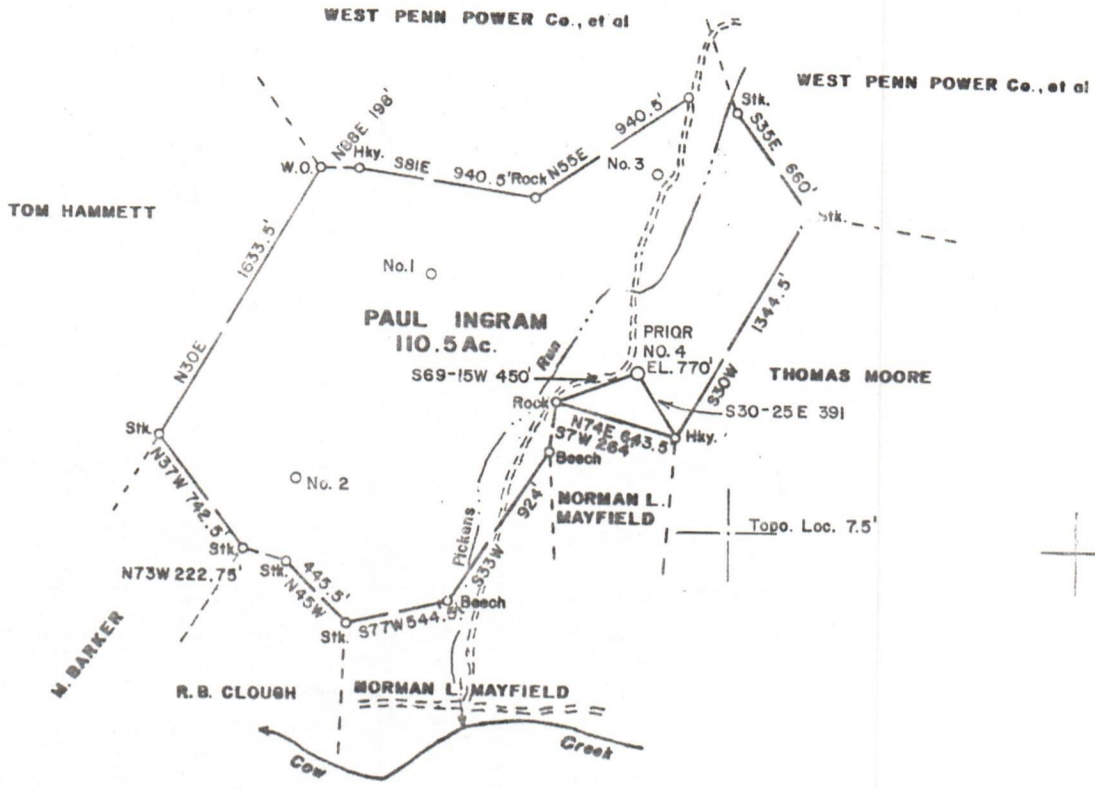 WEST PENN POWER Co., et al
WEST PENN POWER Co., et al
Stk.
S35E 660'
940.5'
N55E
No. 3
N88E 198'
W.O.
Hky.
S81E
940.5'
Rock
Stk.
TOM HAMMETT
1633.5'
N30E
No. 1
PAUL INGRAM
110.5 Ac.
1344.5'
S30W
PRIOR
NO. 4
EL. 770'
S69-15W 450'
Run
THOMAS MOORE
S30-25 E 391
Rock
N74E 643.5'
Hky.
S7W 264'
Beech
Stk.
N37W 742.5'
No. 2
924'
S33W
Pickens
NORMAN L.
MAYFIELD
Topo. Loc. 7.5'
Stk.
N73W 222.75'
Stk.
445.5'
N45W
Stk.
S77W 544.5'
Beech
M. BARKER
R.B. CLOUGH
NORMAN L. MAYFIELD
Cow
Creek